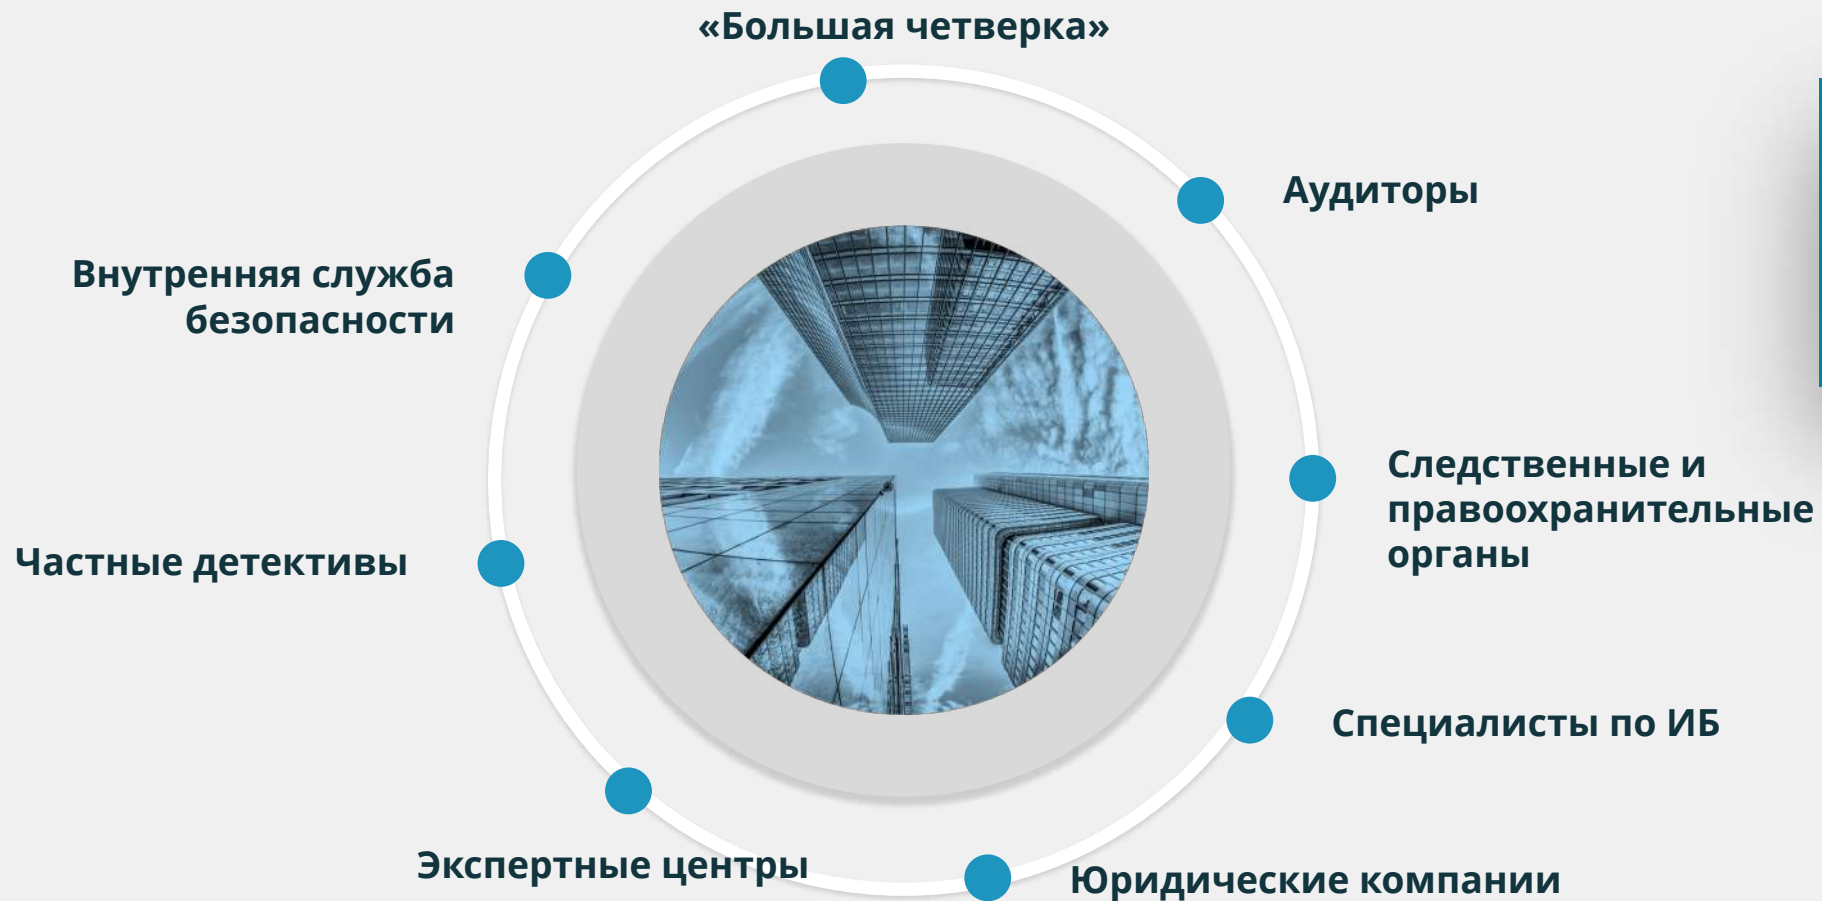 «Большая четверка»
Аудиторы
Внутренняя служба
безопасности
Следственные и
правоохранительные
органы
Частные детективы
Специалисты по ИБ
Экспертные центры
Юридические компании